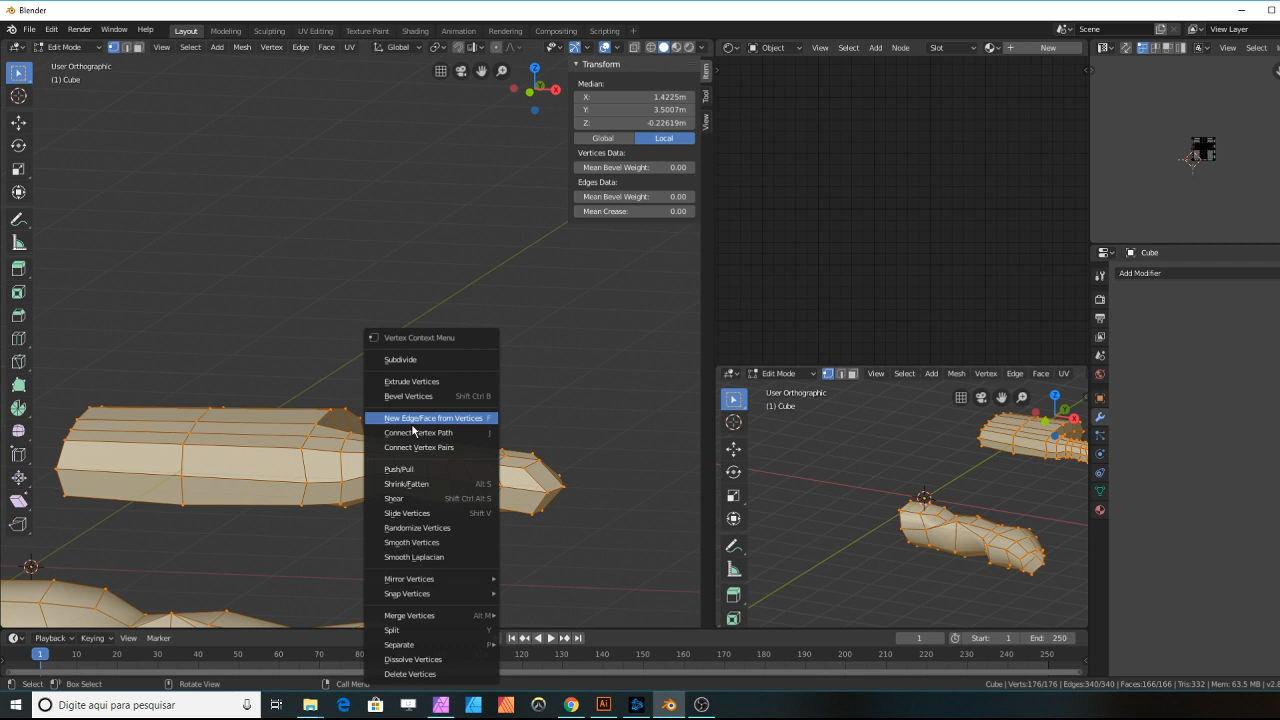 Blender
File Edit Render Window Help Layout Modeling Sculpting UV Editing Texture Paint Shading Animation Rendering Compositing Scripting Scene View Layer
Edit Mode View Select Add Mesh Vertex Edge Face UV Global Object View Select Add Node Slot New View Select
User Orthographic
(1) Cube
Transform
Median:
X: 1.4225m
Y: 3.5007m
Z: -0.22619m
Global Local
Vertices Data:
Mean Bevel Weight: 0.00
Edges Data:
Mean Bevel Weight: 0.00
Mean Crease: 0.00
Item
Tool
View
Z
Y
X
Cube
Add Modifier
Vertex Context Menu
Subdivide
Extrude Vertices
Bevel Vertices Shift Ctrl B
New Edge/Face from Vertices F
Connect Vertex Path J
Connect Vertex Pairs
Push/Pull
Shrink/Fatten Alt S
Shear Shift Ctrl Alt S
Slide Vertices Shift V
Randomize Vertices
Smooth Vertices
Smooth Laplacian
Mirror Vertices
Snap Vertices
Merge Vertices Alt M
Split Y
Separate P
Dissolve Vertices
Delete Vertices
Edit Mode View Select Add Mesh Vertex Edge Face UV
User Orthographic
(1) Cube
Z
Y
X
Playback Keying View Marker 1 Start: 1 End: 250
1 10 20 30 40 50 60 70 80 120 130 140 150 160 170 180 190 200 210 220 230 240 250
Select Box Select Rotate View Call Menu Cube | Verts:176/176 | Edges:340/340 | Faces:166/166 | Tris:332 | Mem: 63.5 MB | v2.8
Digite aqui para pesquisar